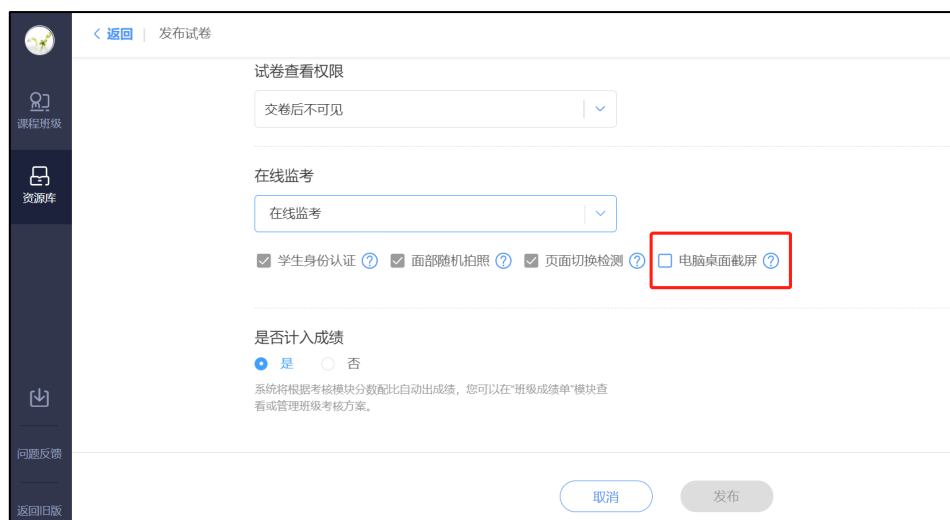 返回 | 发布试卷
课程班级
资源库
问题反馈
返回旧版
试卷查看权限
交卷后不可见
在线监考
在线监考
学生身份认证 ? 面部随机拍照 ? 页面切换检测 ? 电脑桌面截屏 ?
是否计入成绩
是 否
系统将根据考核模块分数配比自动出成绩，您可以在“班级成绩单”模块查
看或管理班级考核方案。
取消 发布